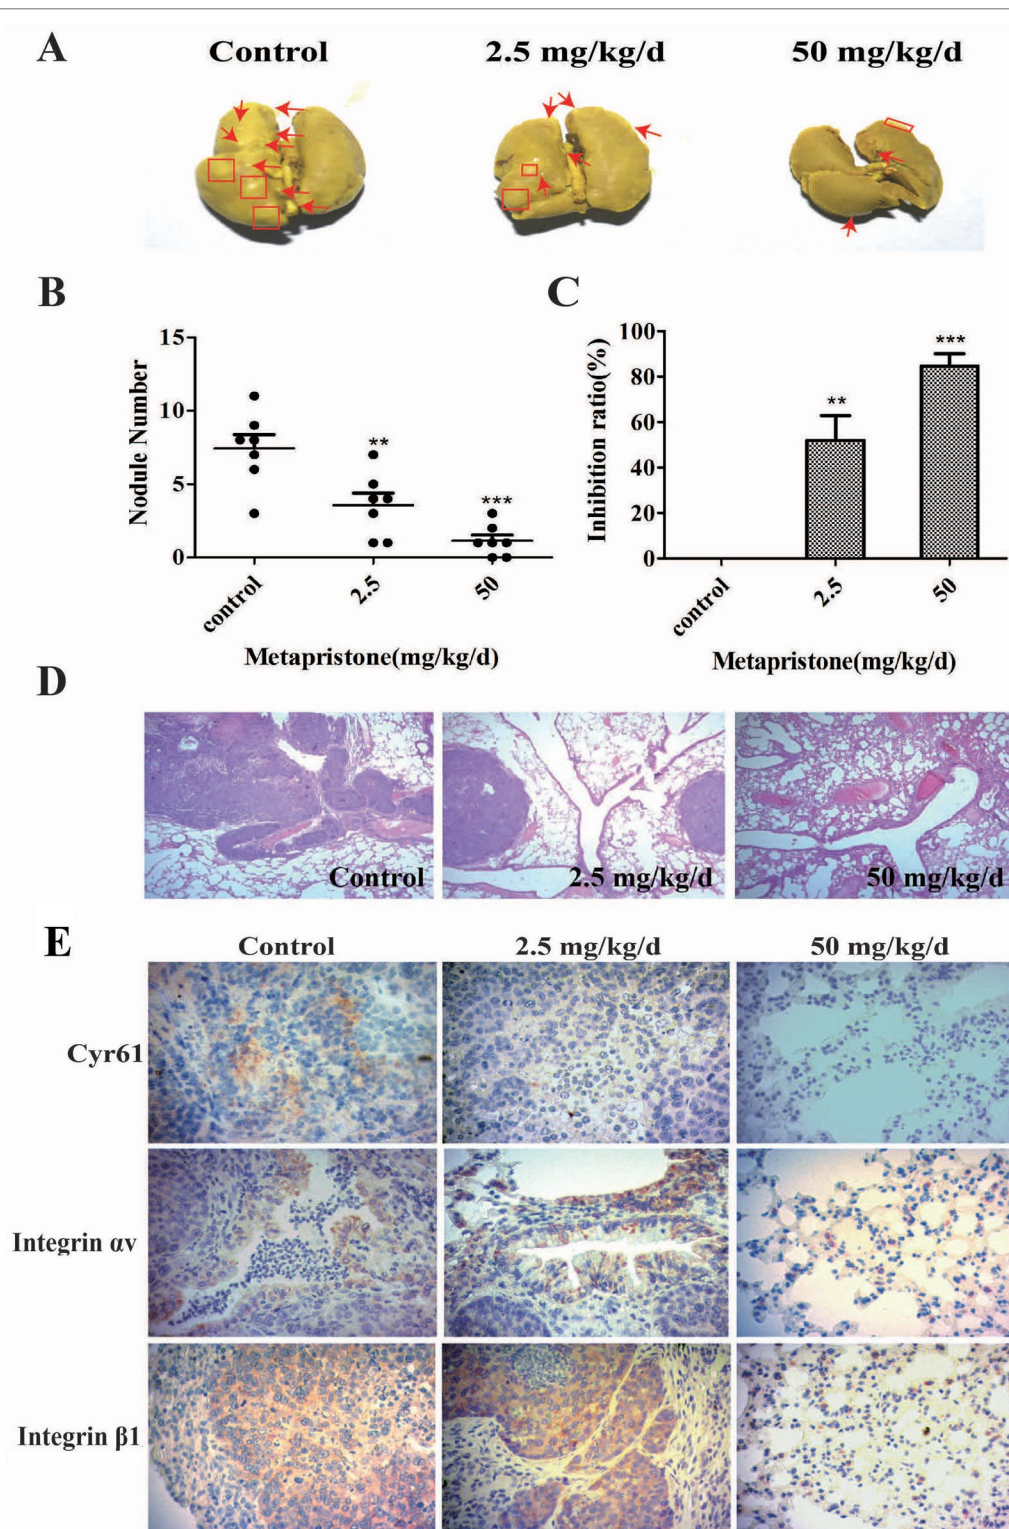 A
Control
2.5 mg/kg/d
50 mg/kg/d
B
Nodule Number
15
10
5
0
**
***
control
2.5
50
Metapristone(mg/kg/d)
C
Inhibition ratio(%)
100
80
60
40
20
0
**
***
control
2.5
50
Metapristone(mg/kg/d)
D
Control
2.5 mg/kg/d
50 mg/kg/d
E
Control
2.5 mg/kg/d
50 mg/kg/d
Cyr61
Integrin αv
Integrin β1